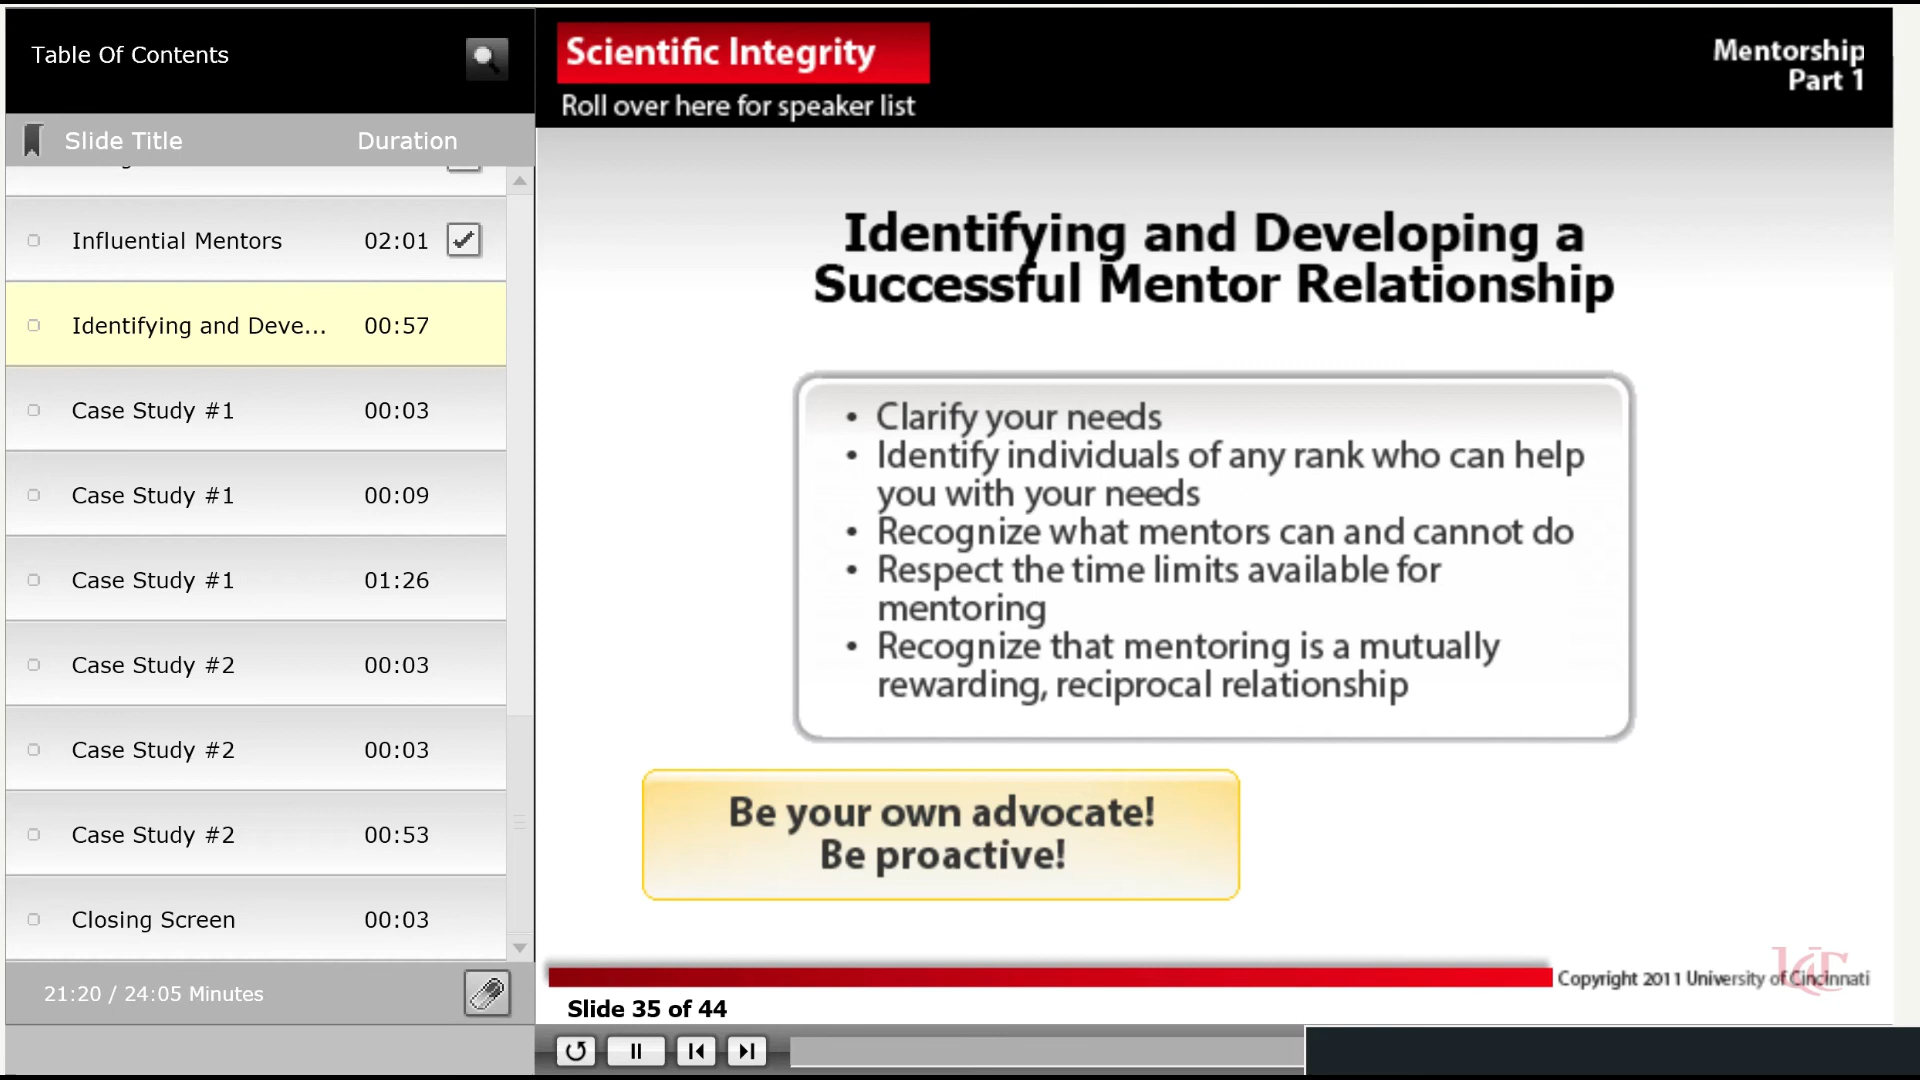 Table Of Contents
Slide Title Duration
Influential Mentors 02:01
Identifying and Deve... 00:57
Case Study #1 00:03
Case Study #1 00:09
Case Study #1 01:26
Case Study #2 00:03
Case Study #2 00:03
Case Study #2 00:53
Closing Screen 00:03
21:20 / 24:05 Minutes
Scientific Integrity
Roll over here for speaker list
Mentorship
Part 1
Identifying and Developing a
Successful Mentor Relationship
• Clarify your needs
• Identify individuals of any rank who can help
you with your needs
• Recognize what mentors can and cannot do
• Respect the time limits available for
mentoring
• Recognize that mentoring is a mutually
rewarding, reciprocal relationship
Be your own advocate!
Be proactive!
Copyright 2011 University of Cincinnati
Slide 35 of 44